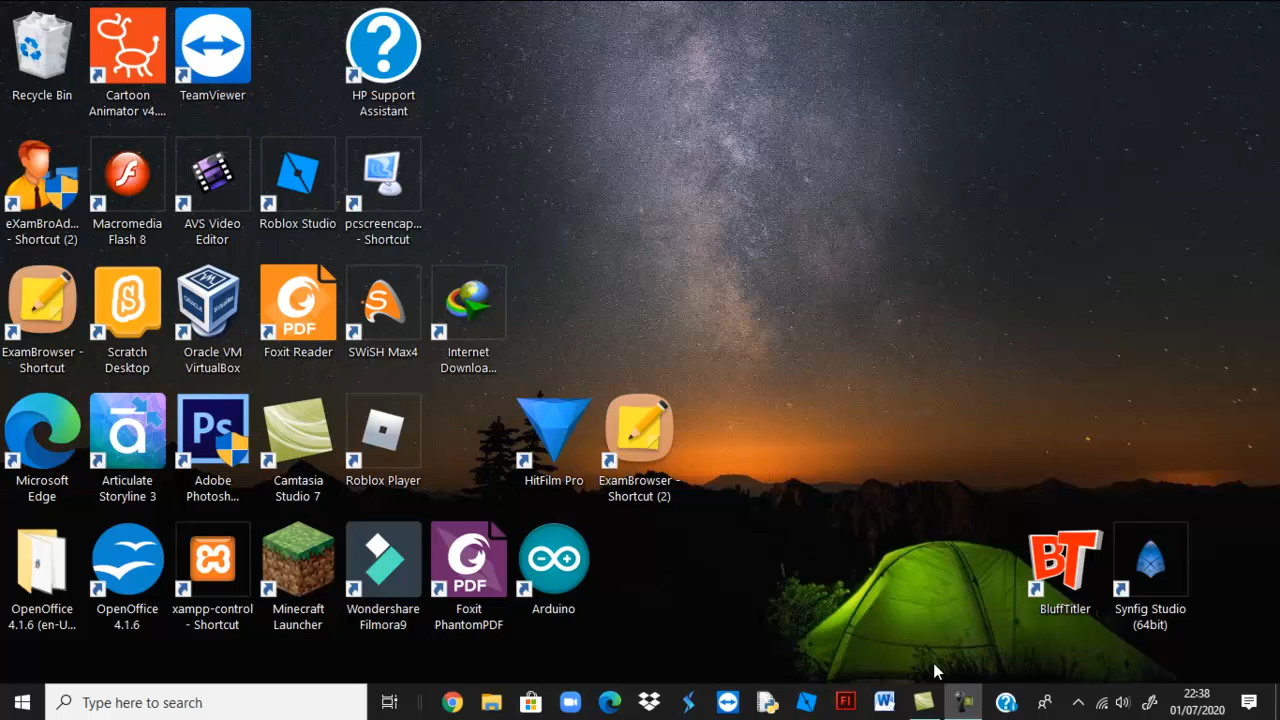 Recycle Bin
Cartoon
Animator v4....
TeamViewer
HP Support
Assistant
eXamBroAd...
- Shortcut (2)
Macromedia
Flash 8
AVS Video
Editor
Roblox Studio
pcscreencap...
- Shortcut
ExamBrowser -
Shortcut
Scratch
Desktop
Oracle VM
VirtualBox
PDF
Foxit Reader
SWiSH Max4
Internet
Downloa...
Microsoft
Edge
Articulate
Storyline 3
Ps
Adobe
Photosh...
Camtasia
Studio 7
Roblox Player
HitFilm Pro
ExamBrowser -
Shortcut (2)
OpenOffice
4.1.6 (en-U...
OpenOffice
4.1.6
xampp-control
- Shortcut
Minecraft
Launcher
Wondershare
Filmora9
PDF
Foxit
PhantomPDF
Arduino
BT
BluffTitler
Synfig Studio
(64bit)
Type here to search
Fl
W
22:38
01/07/2020